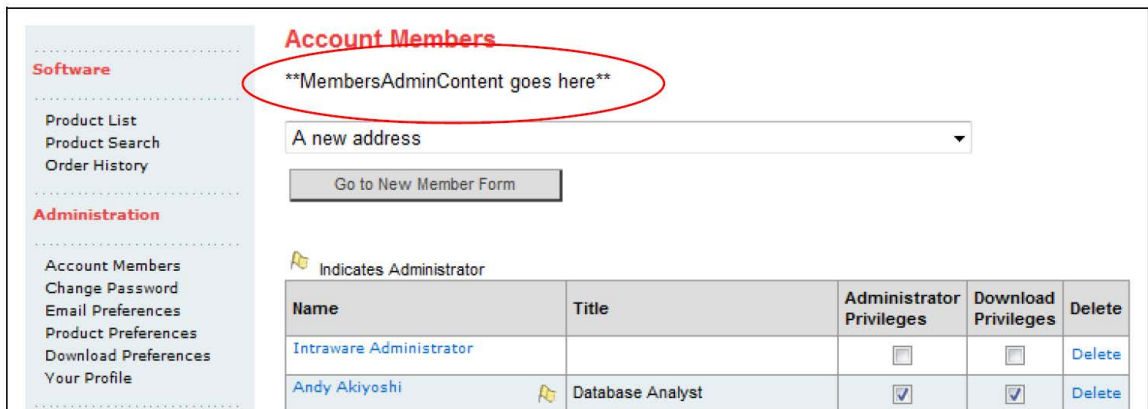 Software
Product List
Product Search
Order History
Administration
Account Members
Change Password
Email Preferences
Product Preferences
Download Preferences
Your Profile
Account Members
**MembersAdminContent goes here**
A new address
Go to New Member Form
Indicates Administrator
Name Title Administrator Privileges Download Privileges Delete
Intraware Administrator Delete
Andy Akiyoshi Database Analyst Delete